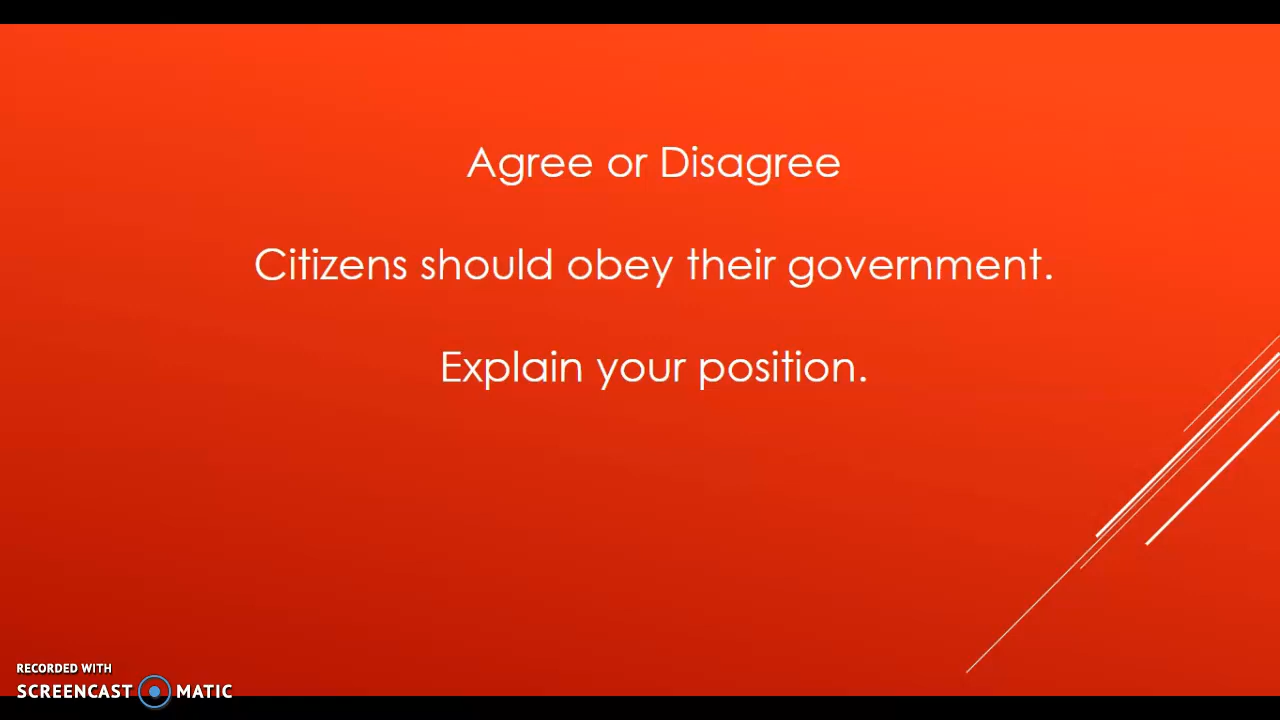 Agree or Disagree
Citizens should obey their government.
Explain your position.
RECORDED WITH
SCREENCAST MATIC